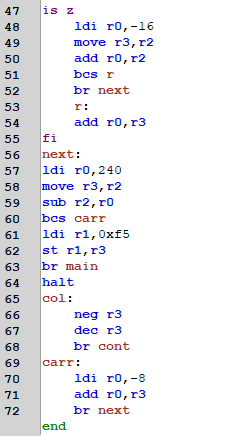 47 is z
48 ldi r0,-16
49 move r3,r2
50 add r0,r2
51 bcs r
52 br next
53 r:
54 add r0,r3
55 fi
56 next:
57 ldi r0,240
58 move r3,r2
59 sub r2,r0
60 bcs carr
61 ldi r1,0xf5
62 st r1,r3
63 br main
64 halt
65 col:
66 neg r3
67 dec r3
68 br cont
69 carr:
70 ldi r0,-8
71 add r0,r3
72 br next
end